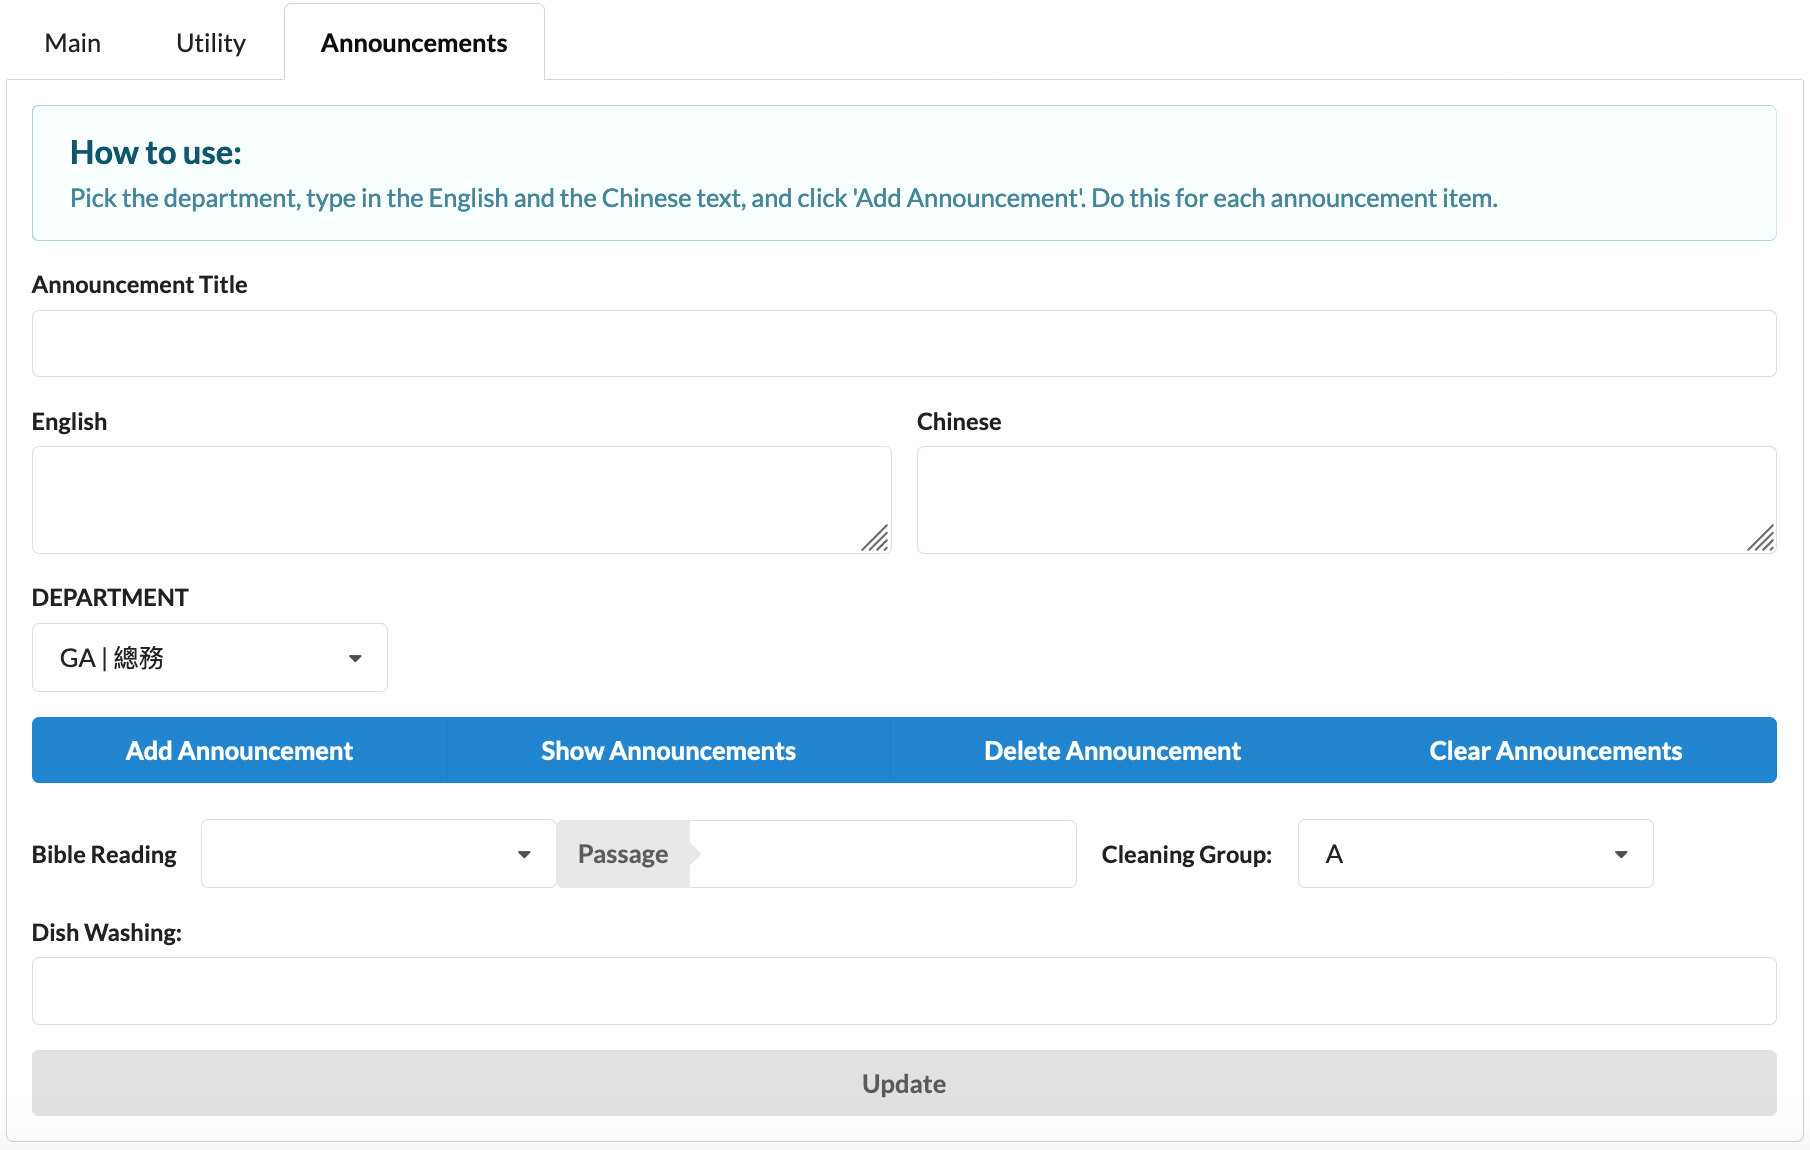 Main Utility Announcements
How to use:
Pick the department, type in the English and the Chinese text, and click 'Add Announcement'. Do this for each announcement item.
Announcement Title
English Chinese
DEPARTMENT
GA | 總務
Add Announcement Show Announcements Delete Announcement Clear Announcements
Bible Reading Passage Cleaning Group: A
Dish Washing:
Update